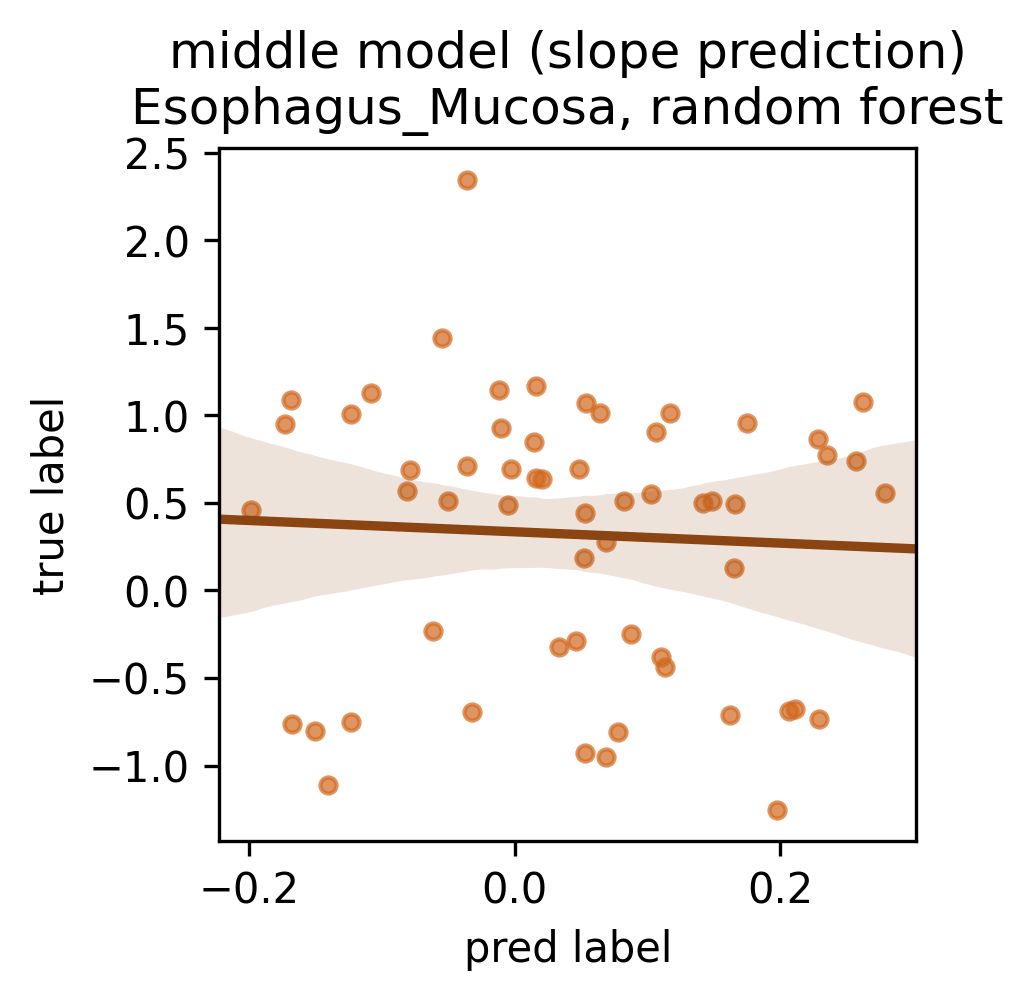 middle model (slope prediction)
Esophagus_Mucosa, random forest
2.5
2.0
1.5
1.0
0.5
0.0
−0.5
−1.0
true label
−0.2
0.0
0.2
pred label